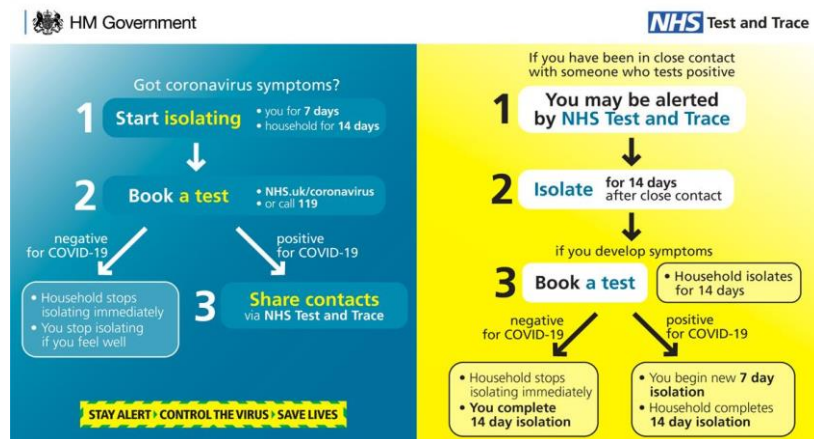 HM Government
NHS Test and Trace
Got coronavirus symptoms?
1 Start isolating
• you for 7 days
• household for 14 days
2 Book a test
• NHS.uk/coronavirus
• or call 119
negative
for COVID-19
positive
for COVID-19
• Household stops
isolating immediately
• You stop isolating
if you feel well
3 Share contacts
via NHS Test and Trace
STAY ALERT CONTROL THE VIRUS SAVE LIVES
If you have been in close contact
with someone who tests positive
1 You may be alerted
by NHS Test and Trace
2 Isolate
for 14 days
after close contact
if you develop symptoms
3 Book a test
• Household isolates
for 14 days
negative
for COVID-19
positive
for COVID-19
• Household stops
isolating immediately
• You complete
14 day isolation
• You begin new 7 day
isolation
• Household completes
14 day isolation